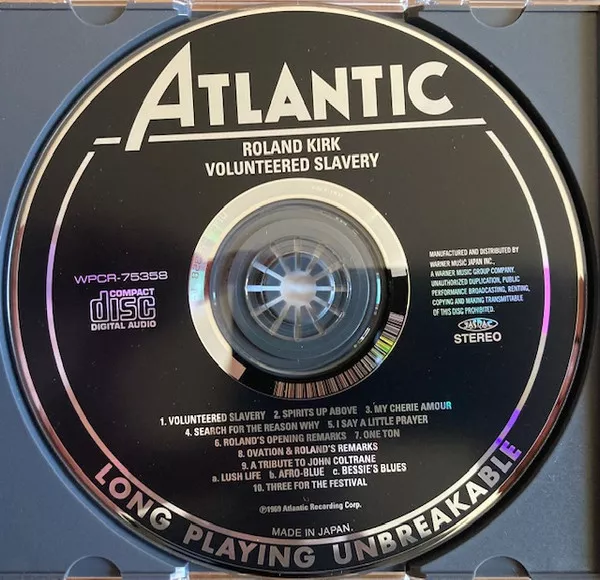 ATLANTIC
ROLAND KIRK
VOLUNTEERED SLAVERY
WPCR-75358
COMPACT
disc
DIGITAL AUDIO
MANUFACTURED AND DISTRIBUTED BY
WARNER MUSIC JAPAN INC.,
A WARNER MUSIC GROUP COMPANY.
UNAUTHORIZED DUPLICATION, PUBLIC
PERFORMANCE, BROADCASTING, RENTING,
COPYING AND MAKING TRANSMITTABLE
OF THIS DISC PROHIBITED.
JASRAC
STEREO
1. VOLUNTEERED SLAVERY 2. SPIRITS UP ABOVE 3. MY CHERIE AMOUR
4. SEARCH FOR THE REASON WHY 5. I SAY A LITTLE PRAYER
6. ROLAND'S OPENING REMARKS 7. ONE TON
8. OVATION & ROLAND'S REMARKS
9. A TRIBUTE TO JOHN COLTRANE
a. LUSH LIFE b. AFRO-BLUE c. BESSIE'S BLUES
10. THREE FOR THE FESTIVAL
℗1969 Atlantic Recording Corp.
MADE IN JAPAN.
LONG PLAYING UNBREAKABLE